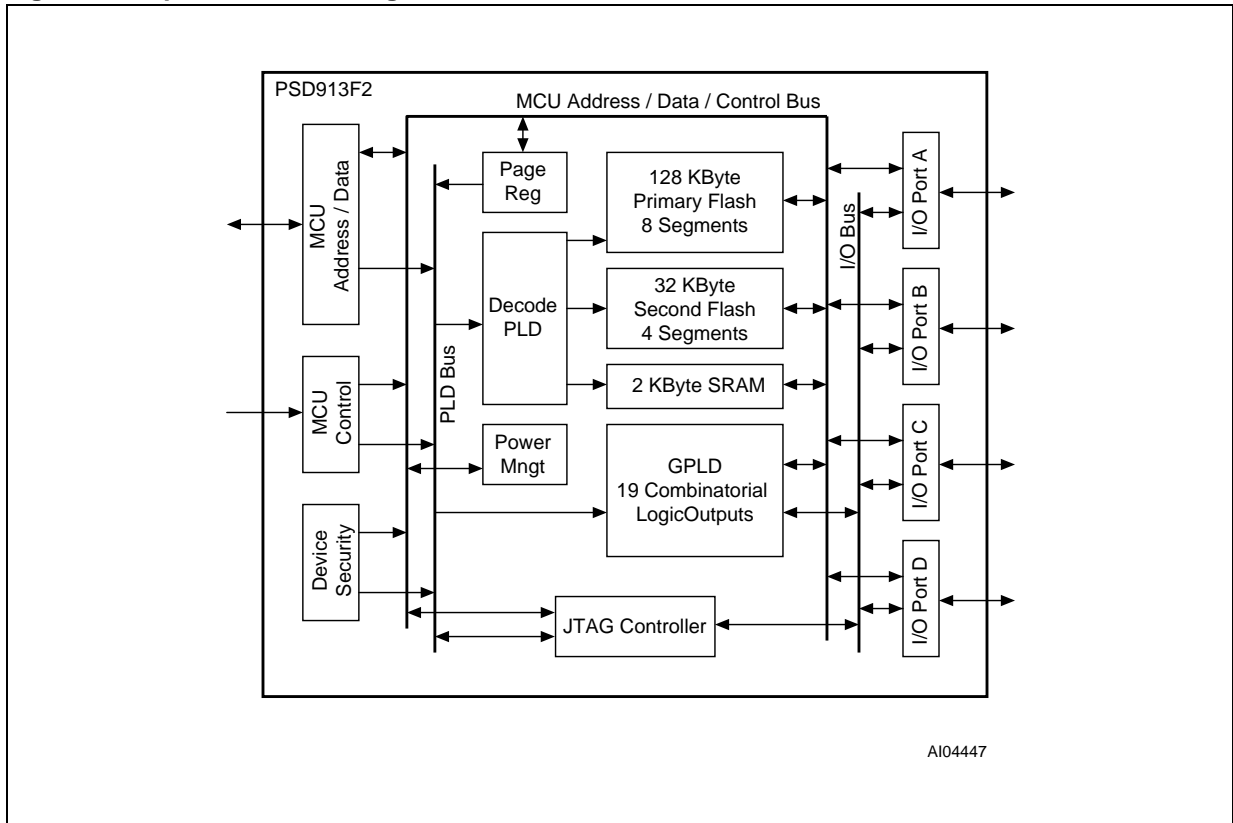 PSD913F2
MCU Address / Data / Control Bus
MCU
Address / Data
Page
Reg
128 KByte
Primary Flash
8 Segments
I/O Port A
I/O Bus
Decode
PLD
32 KByte
Second Flash
4 Segments
I/O Port B
PLD Bus
2 KByte SRAM
MCU
Control
Power
Mngt
GPLD
19 Combinatorial
LogicOutputs
I/O Port C
Device
Security
JTAG Controller
I/O Port D
AI04447